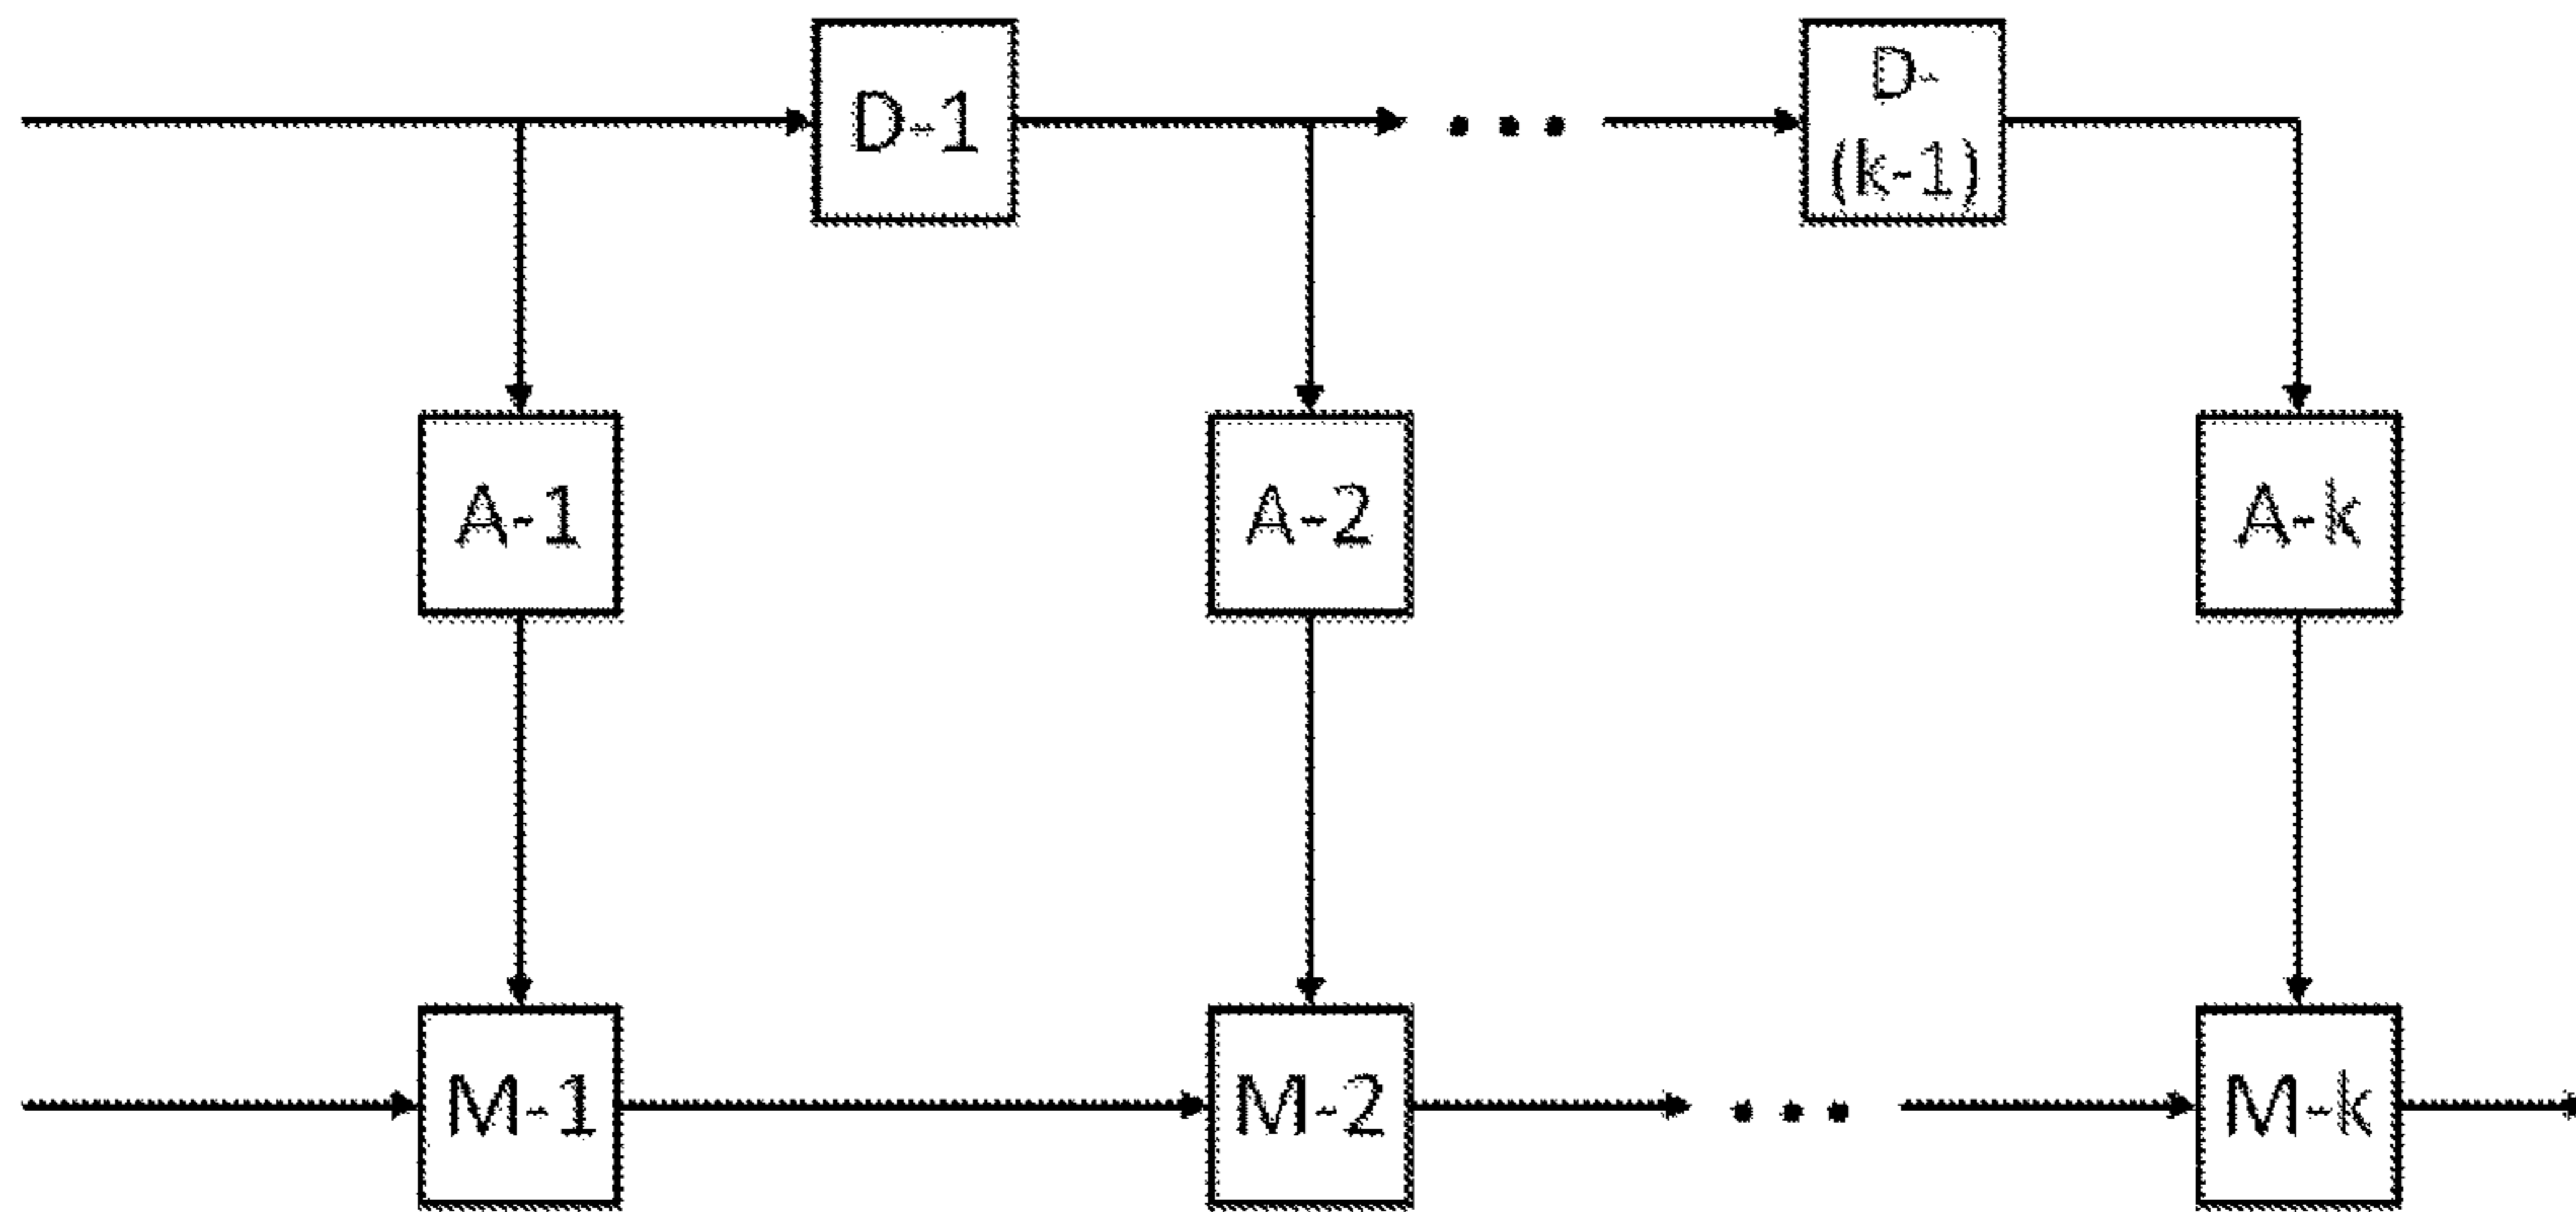 D-1
• • •
D-
(k-1)
A-1
A-2
A-k
M-1
M-2
• • •
M-k